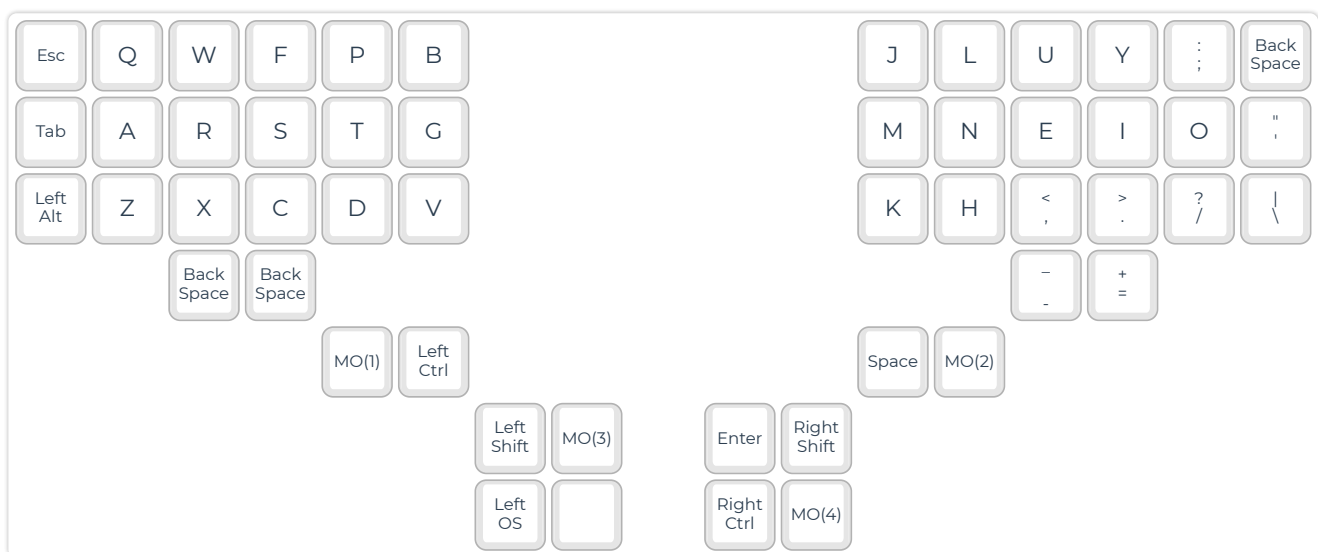 Esc Q W F P B J L U Y : Back
; Space
Tab A R S T G M N E I O "
'
Left Z X C D V K H < > ? |
Alt , . / \
Back Back _ +
Space Space - =
MO(1) Left Space MO(2)
Ctrl
Left MO(3) Enter Right
Shift Shift
Left Right MO(4)
OS Ctrl